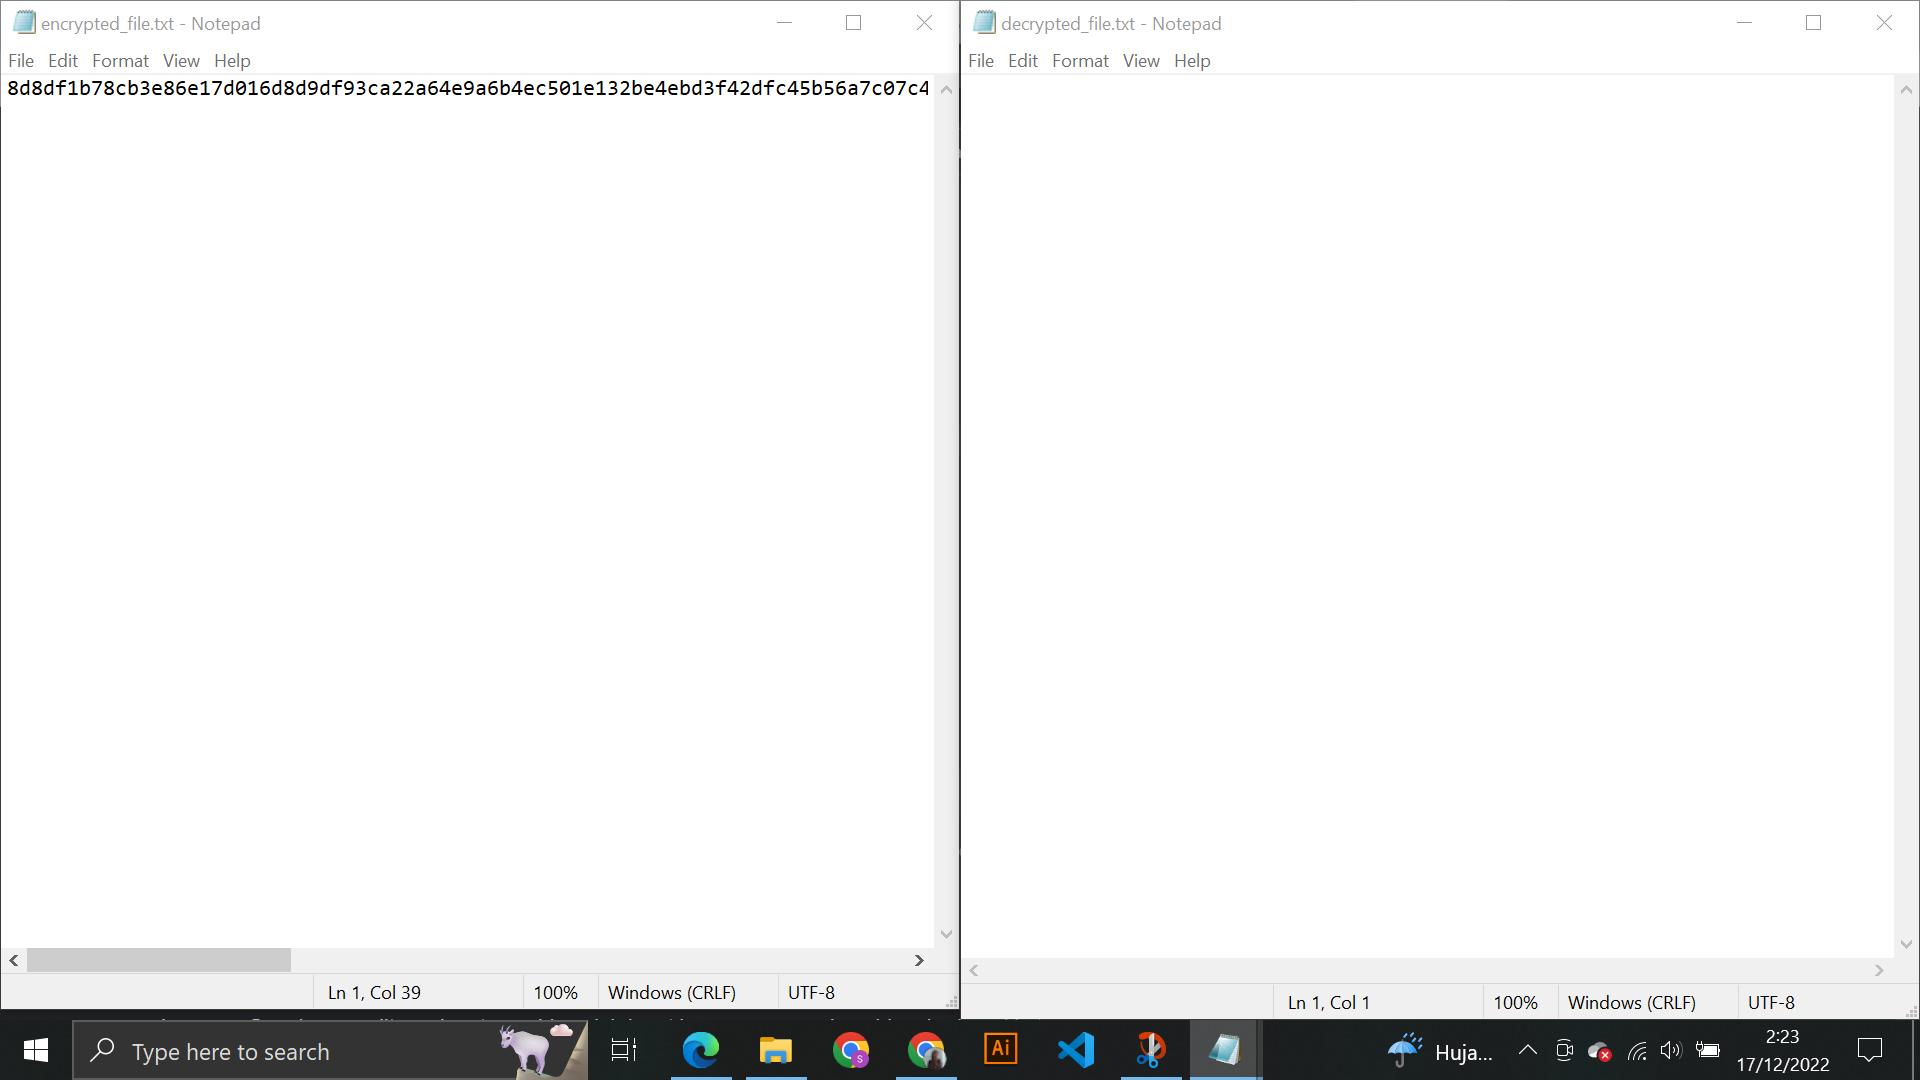 encrypted_file.txt - Notepad
File Edit Format View Help
8d8df1b78cb3e86e17d016d8d9df93ca22a64e9a6b4ec501e132be4ebd3f42dfc45b56a7c07c4
Ln 1, Col 39
100%
Windows (CRLF)
UTF-8
decrypted_file.txt - Notepad
File Edit Format View Help
Ln 1, Col 1
100%
Windows (CRLF)
UTF-8
Type here to search
S
Ai
Huja...
2:23
17/12/2022